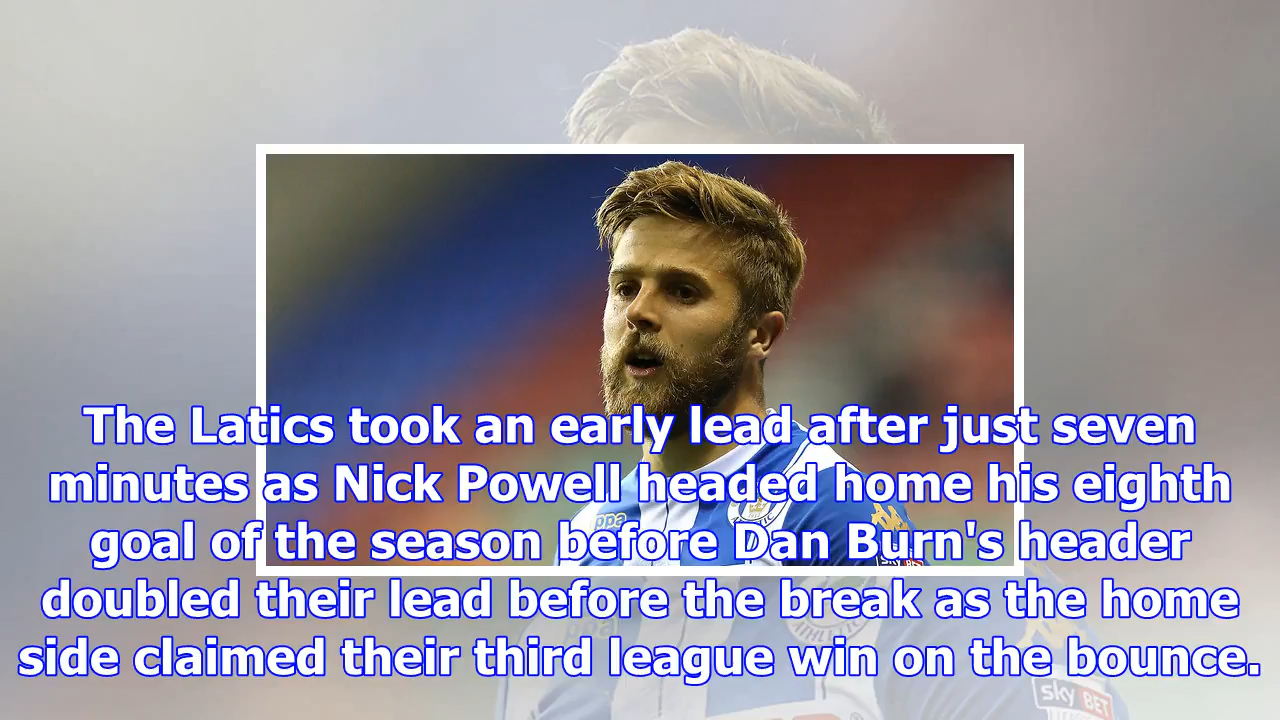 The Latics took an early lead after just seven
minutes as Nick Powell headed home his eighth
goal of the season before Dan Burn's header
doubled their lead before the break as the home
side claimed their third league win on the bounce.
sky BET